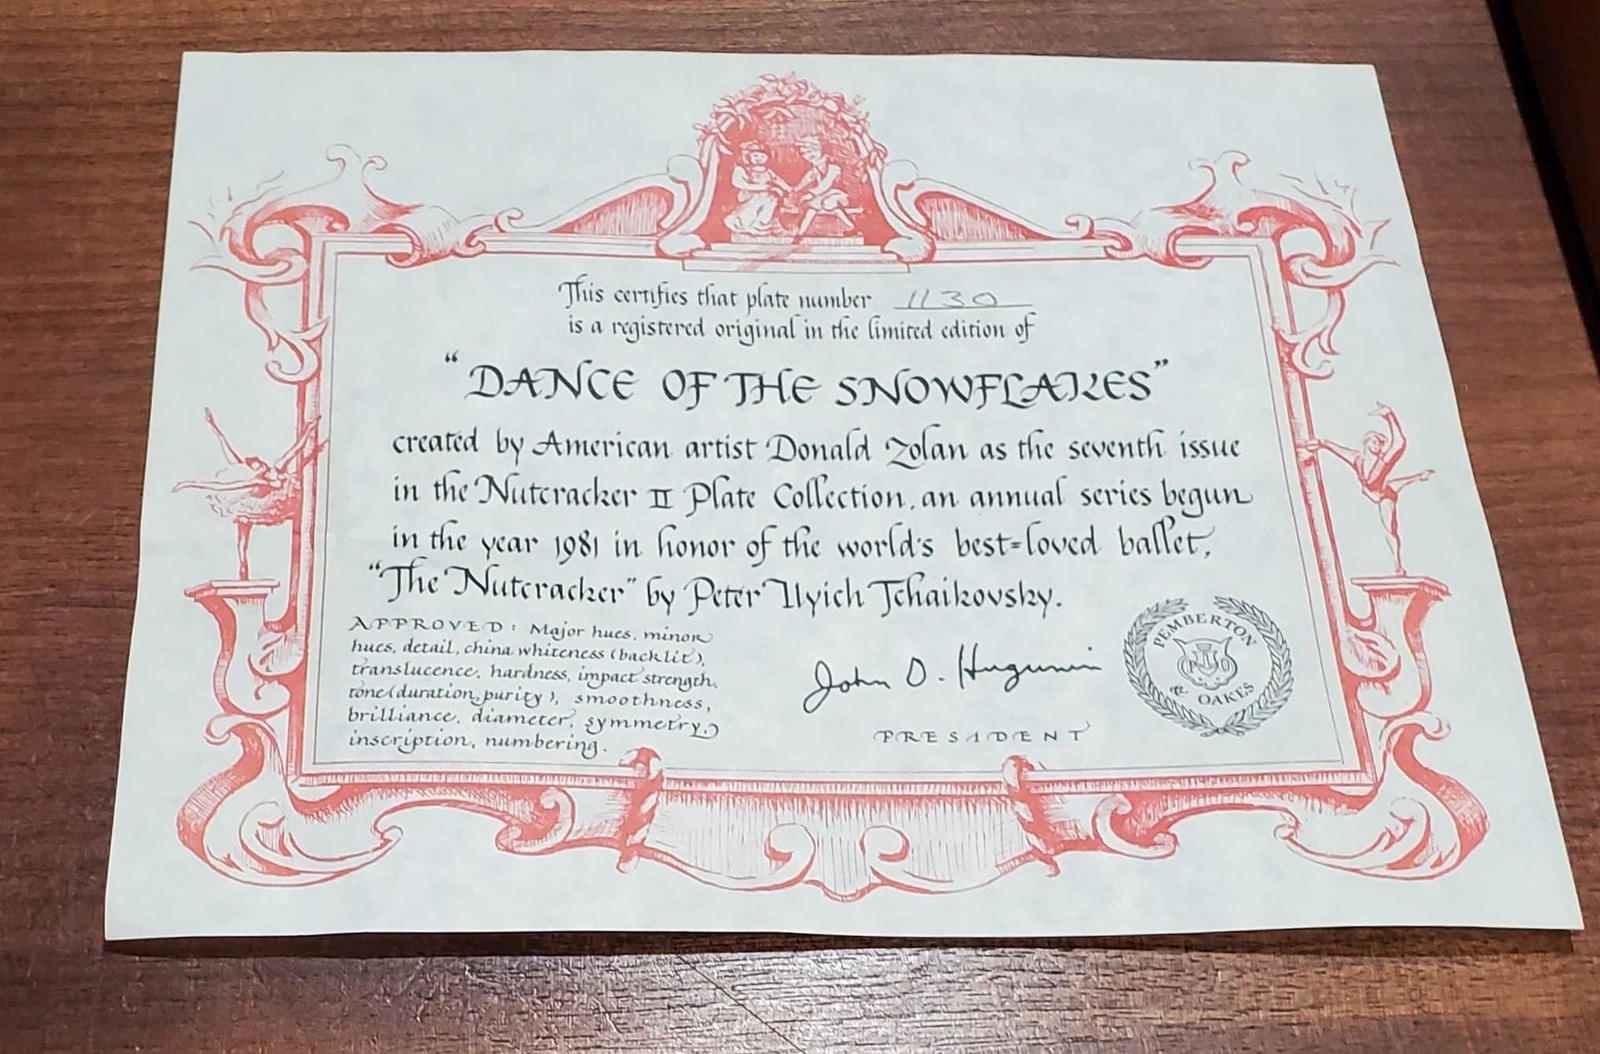 This certifies that plate number 1130
is a registered original in the limited edition of
"DANCE OF THE SNOWFLAKES"
created by American artist Donald Zolan as the seventh issue
in the Nutcracker II Plate Collection, an annual series begun
in the year 1981 in honor of the world's best-loved ballet,
"The Nutcracker" by Peter Ilyich Tchaikovsky.
APPROVED: Major hues, minor
hues, detail, china whiteness (backlit),
translucence, hardness, impact strength,
tone (duration, purity), smoothness,
brilliance, diameter, symmetry,
inscription, numbering.
John D. Hugunin
PRESIDENT
PEMBERTON
P&O
& OAKES